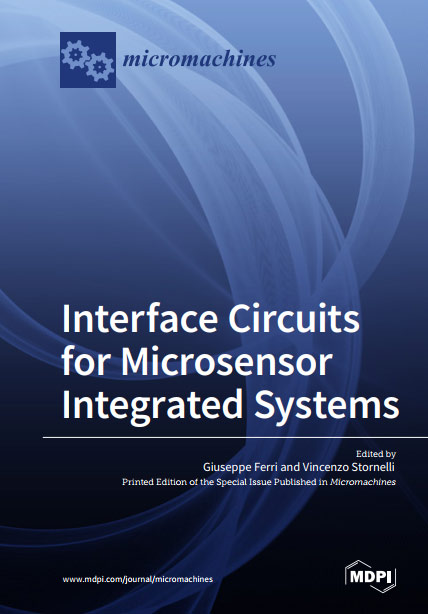 micromachines
Interface Circuits
for Microsensor
Integrated Systems
Edited by
Giuseppe Ferri and Vincenzo Stornelli
Printed Edition of the Special Issue Published in Micromachines
www.mdpi.com/journal/micromachines
MDPI